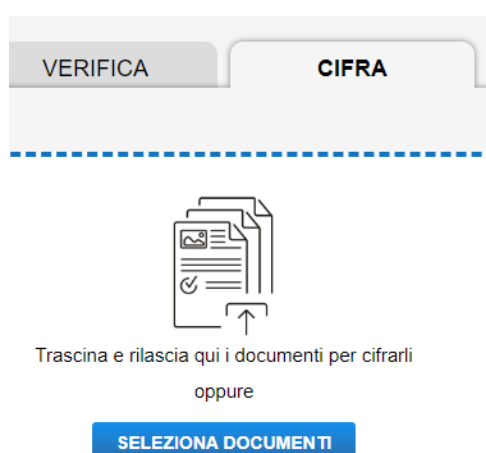 VERIFICA
CIFRA
Trascina e rilascia qui i documenti per cifrarli
oppure
SELEZIONA DOCUMENTI